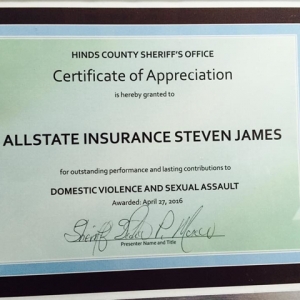 HINDS COUNTY SHERIFF'S OFFICE
Certificate of Appreciation
is hereby granted to
ALLSTATE INSURANCE STEVEN JAMES
for outstanding performance and lasting contributions to
DOMESTIC VIOLENCE AND SEXUAL ASSAULT
Awarded: April 27, 2016
Sheriff
Presenter Name and Title